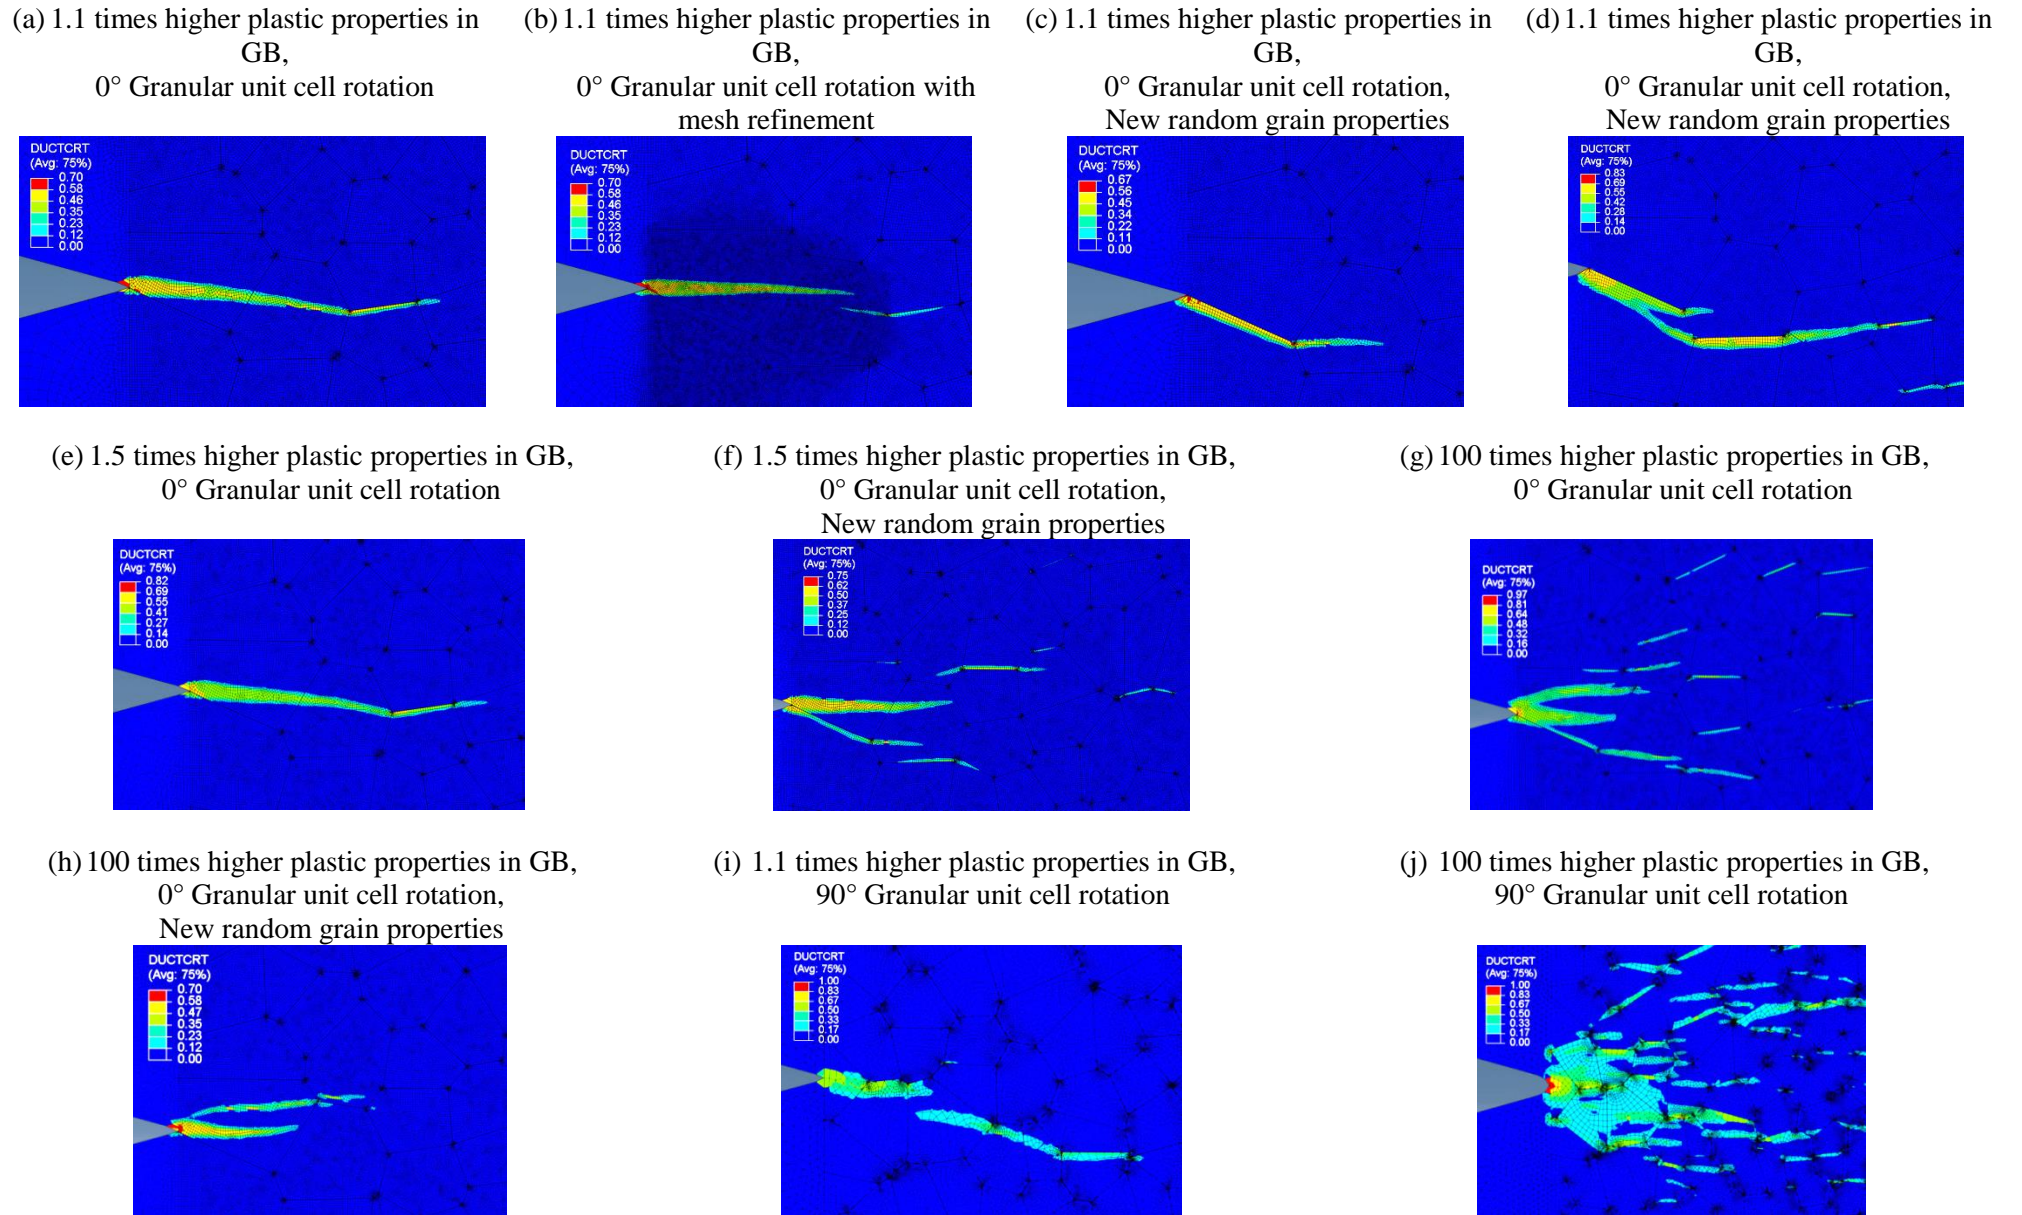 (a) 1.1 times higher plastic properties in
GB,
0° Granular unit cell rotation
(b) 1.1 times higher plastic properties in
GB,
0° Granular unit cell rotation with
mesh refinement
(c) 1.1 times higher plastic properties in
GB,
0° Granular unit cell rotation,
New random grain properties
(d) 1.1 times higher plastic properties in
GB,
0° Granular unit cell rotation,
New random grain properties
DUCTCRT
(Avg: 75%)
0.70
0.58
0.46
0.35
0.23
0.12
0.00
DUCTCRT
(Avg: 75%)
0.70
0.58
0.46
0.35
0.23
0.12
0.00
DUCTCRT
(Avg: 75%)
0.67
0.56
0.45
0.34
0.22
0.11
0.00
DUCTCRT
(Avg: 75%)
0.83
0.69
0.55
0.42
0.28
0.14
0.00
(e) 1.5 times higher plastic properties in GB,
0° Granular unit cell rotation
(f) 1.5 times higher plastic properties in GB,
0° Granular unit cell rotation,
New random grain properties
(g) 100 times higher plastic properties in GB,
0° Granular unit cell rotation
DUCTCRT
(Avg: 75%)
0.82
0.69
0.55
0.41
0.27
0.14
0.00
DUCTCRT
(Avg: 75%)
0.75
0.62
0.50
0.37
0.25
0.12
0.00
DUCTCRT
(Avg: 75%)
0.97
0.81
0.64
0.48
0.32
0.16
0.00
(h) 100 times higher plastic properties in GB,
0° Granular unit cell rotation,
New random grain properties
(i) 1.1 times higher plastic properties in GB,
90° Granular unit cell rotation
(j) 100 times higher plastic properties in GB,
90° Granular unit cell rotation
DUCTCRT
(Avg: 75%)
0.70
0.58
0.47
0.35
0.23
0.12
0.00
DUCTCRT
(Avg: 75%)
1.00
0.83
0.67
0.50
0.33
0.17
0.00
DUCTCRT
(Avg: 75%)
1.00
0.83
0.67
0.50
0.33
0.17
0.00